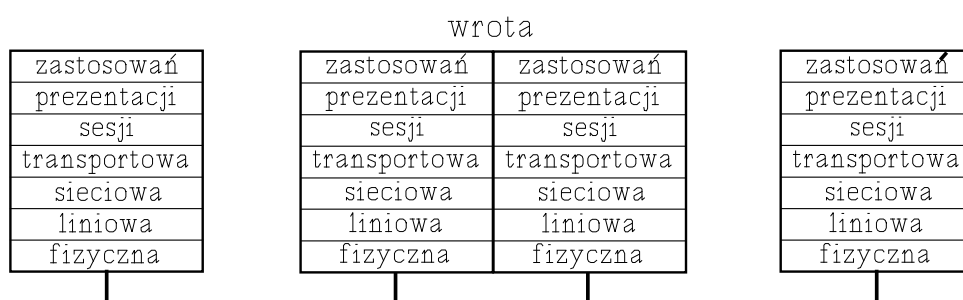 wrota
zastosowań zastosowań zastosowań zastosowań
prezentacji prezentacji prezentacji prezentacji
sesji sesji sesji sesji
transportowa transportowa transportowa transportowa
sieciowa sieciowa sieciowa sieciowa
liniowa liniowa liniowa liniowa
fizyczna fizyczna fizyczna fizyczna